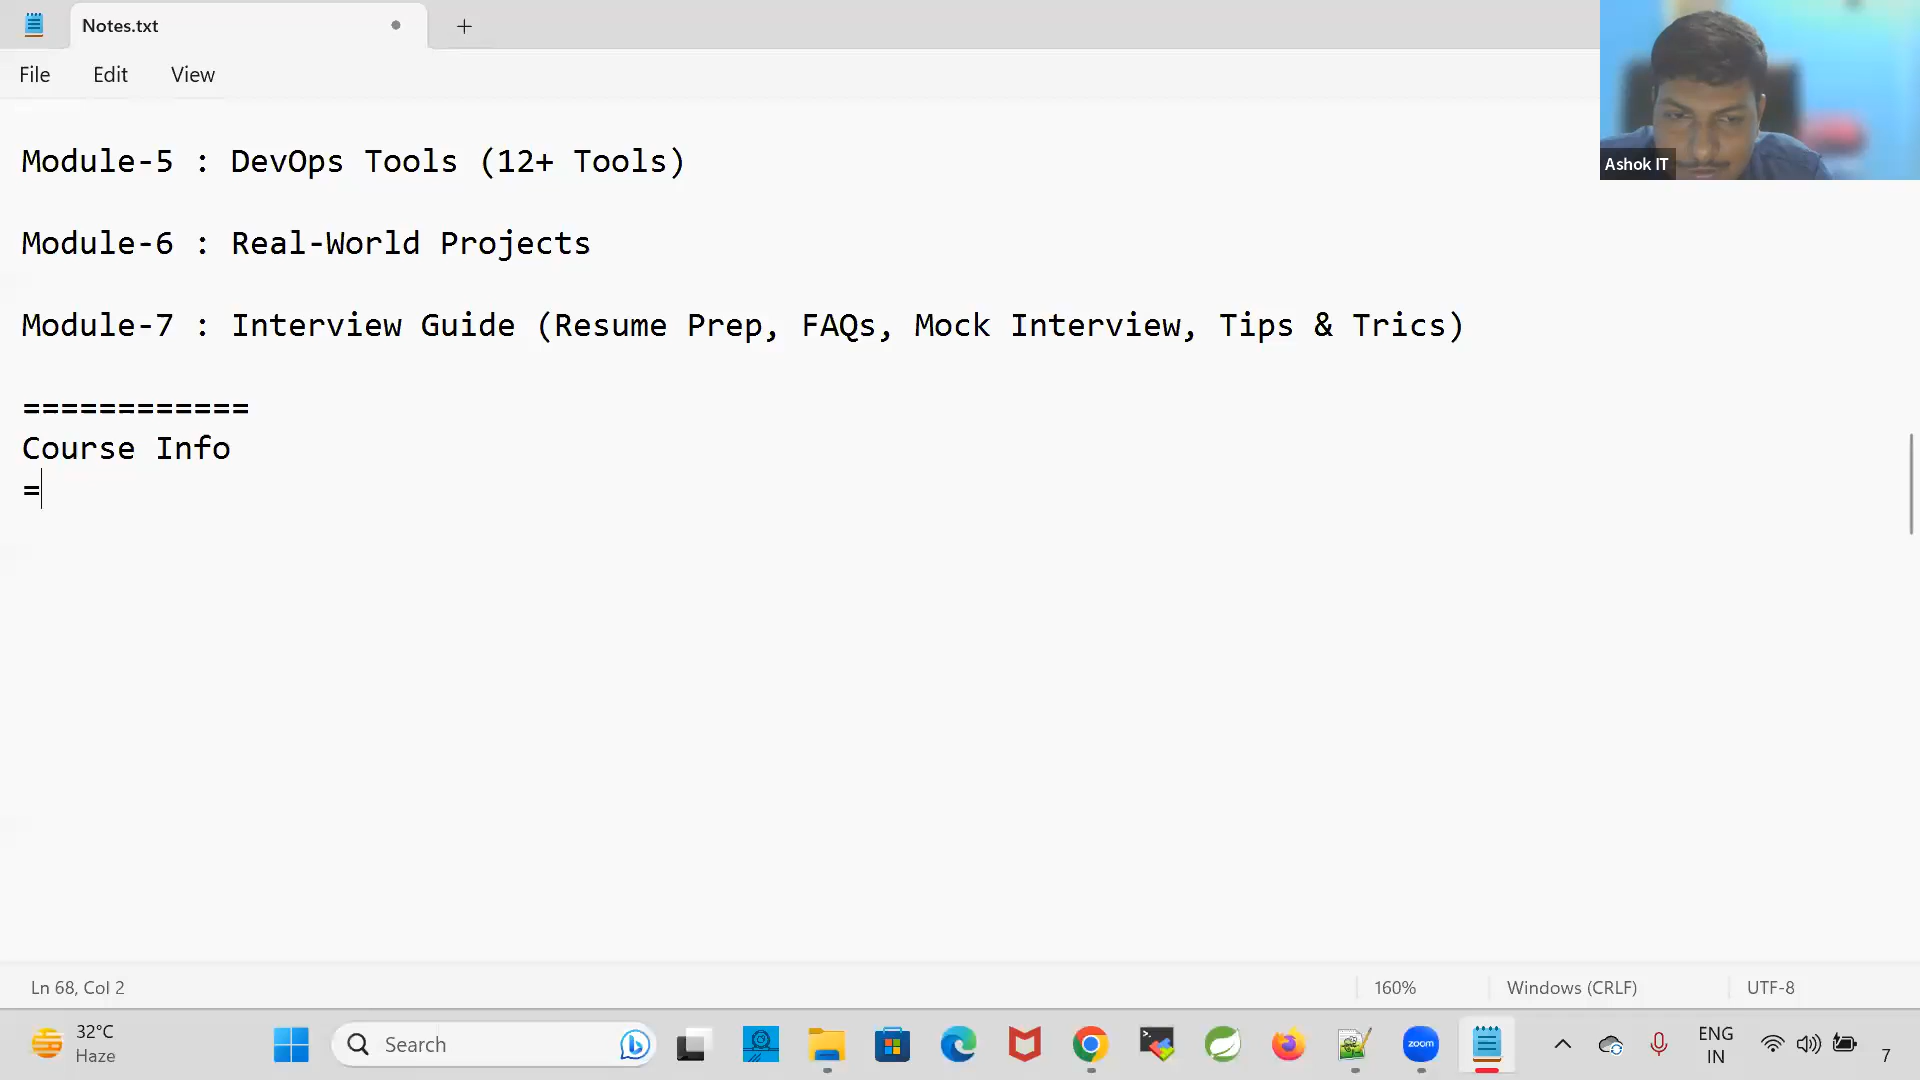 Notes.txt
File Edit View
Module-5 : DevOps Tools (12+ Tools)
Module-6 : Real-World Projects
Module-7 : Interview Guide (Resume Prep, FAQs, Mock Interview, Tips & Trics)
============
Course Info
=
Ashok IT
Ln 68, Col 2
160%
Windows (CRLF)
UTF-8
32°C
Haze
Search
zoom
ENG
IN
7